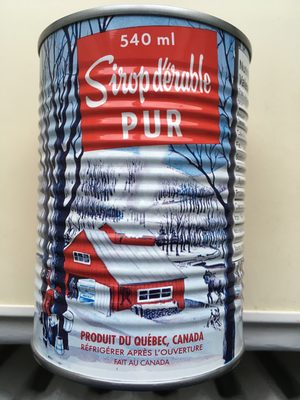 540 ml
Sirop d'érable
PUR
PRODUIT DU QUÉBEC, CANADA
RÉFRIGÉRER APRÈS L'OUVERTURE
FAIT AU CANADA